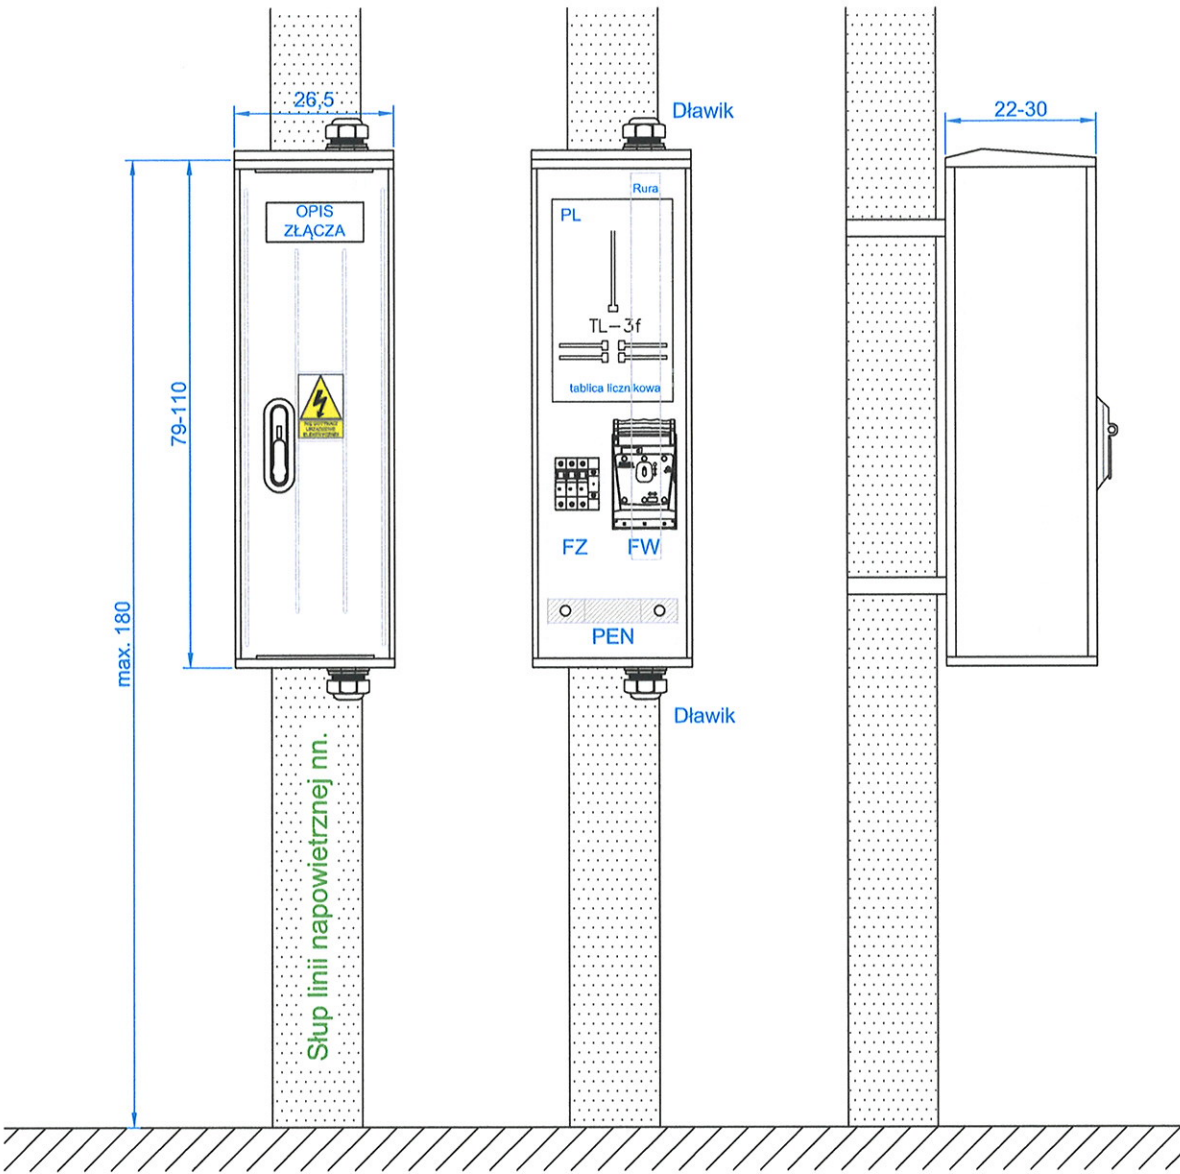 26,5
Dławik
22-30
OPIS
ZŁĄCZA
Rura
PL
TL-3f
tablica licznikowa
79-110
FZ
FW
PEN
max. 180
Dławik
Słup linii napowietrznej nn.